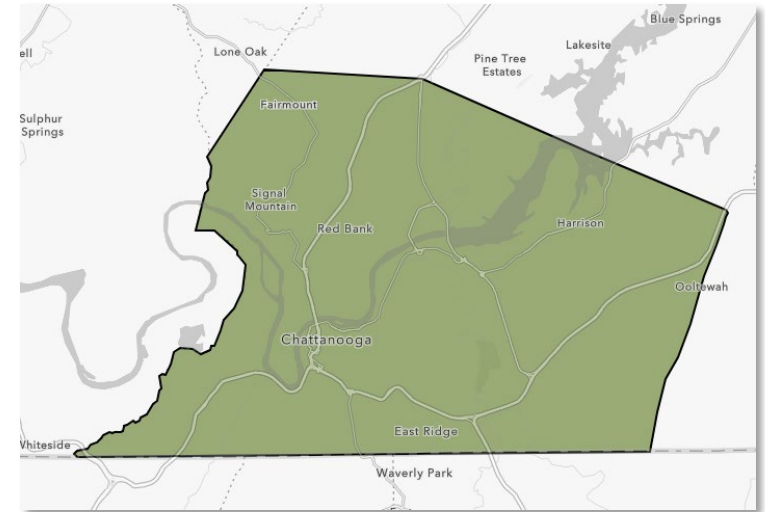 Blue Springs
Lone Oak
Lakesite
Pine Tree
Estates
Fairmount
Sulphur
Springs
Signal
Mountain
Red Bank
Harrison
Ooltewah
Chattanooga
East Ridge
Whiteside
Waverly Park